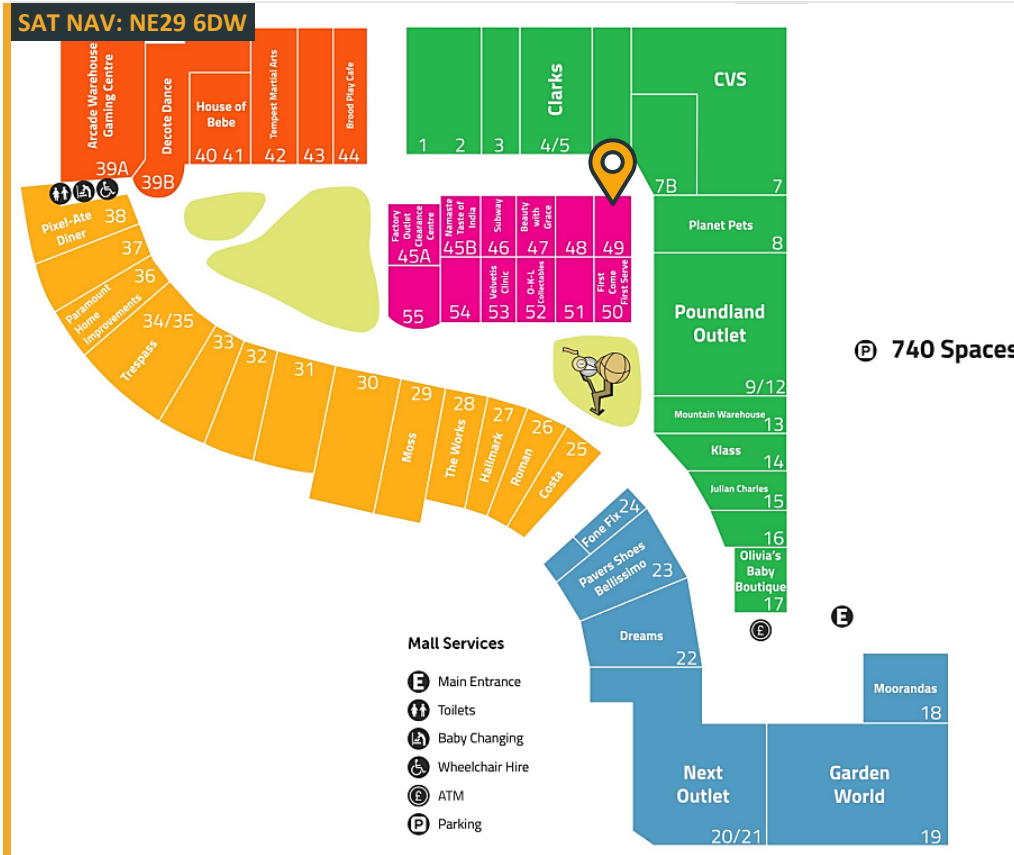 SAT NAV: NE29 6DW
Arcade Warehouse
Gaming Centre
39A
Decote Dance
39B
House of
Bebe
40 41
Tempest Martial Arts
42
43
Brood Play Cafe
44
1
2
3
Clarks
4/5
CVS
7B
7
Planet Pets
8
Poundland
Outlet
9/12
Mountain Warehouse
13
Klass
14
Julian Charles
15
16
Olivia's
Baby
Boutique
17
£
E
P 740 Spaces
Factory
Outlet
Clearance
Centre
45A
Namaste
Taste of
India
45B
Subway
46
Beauty
with
Grace
47
48
49
55
54
Velvetis
Clinic
53
O-K-L
Collectables
52
51
First
Come
First Serve
50
Pixel-Ate
Diner
38
37
Paramount
Home
Improvements
36
Trespass
34/35
33
32
31
30
Moss
29
The Works
28
Hallmark
27
Roman
26
Costa
25
Fone Fix
24
Pavers Shoes
Bellissimo
23
Dreams
22
Next
Outlet
20/21
Garden
World
19
Moorandas
18
Mall Services
E Main Entrance
Toilets
Baby Changing
Wheelchair Hire
£ ATM
P Parking